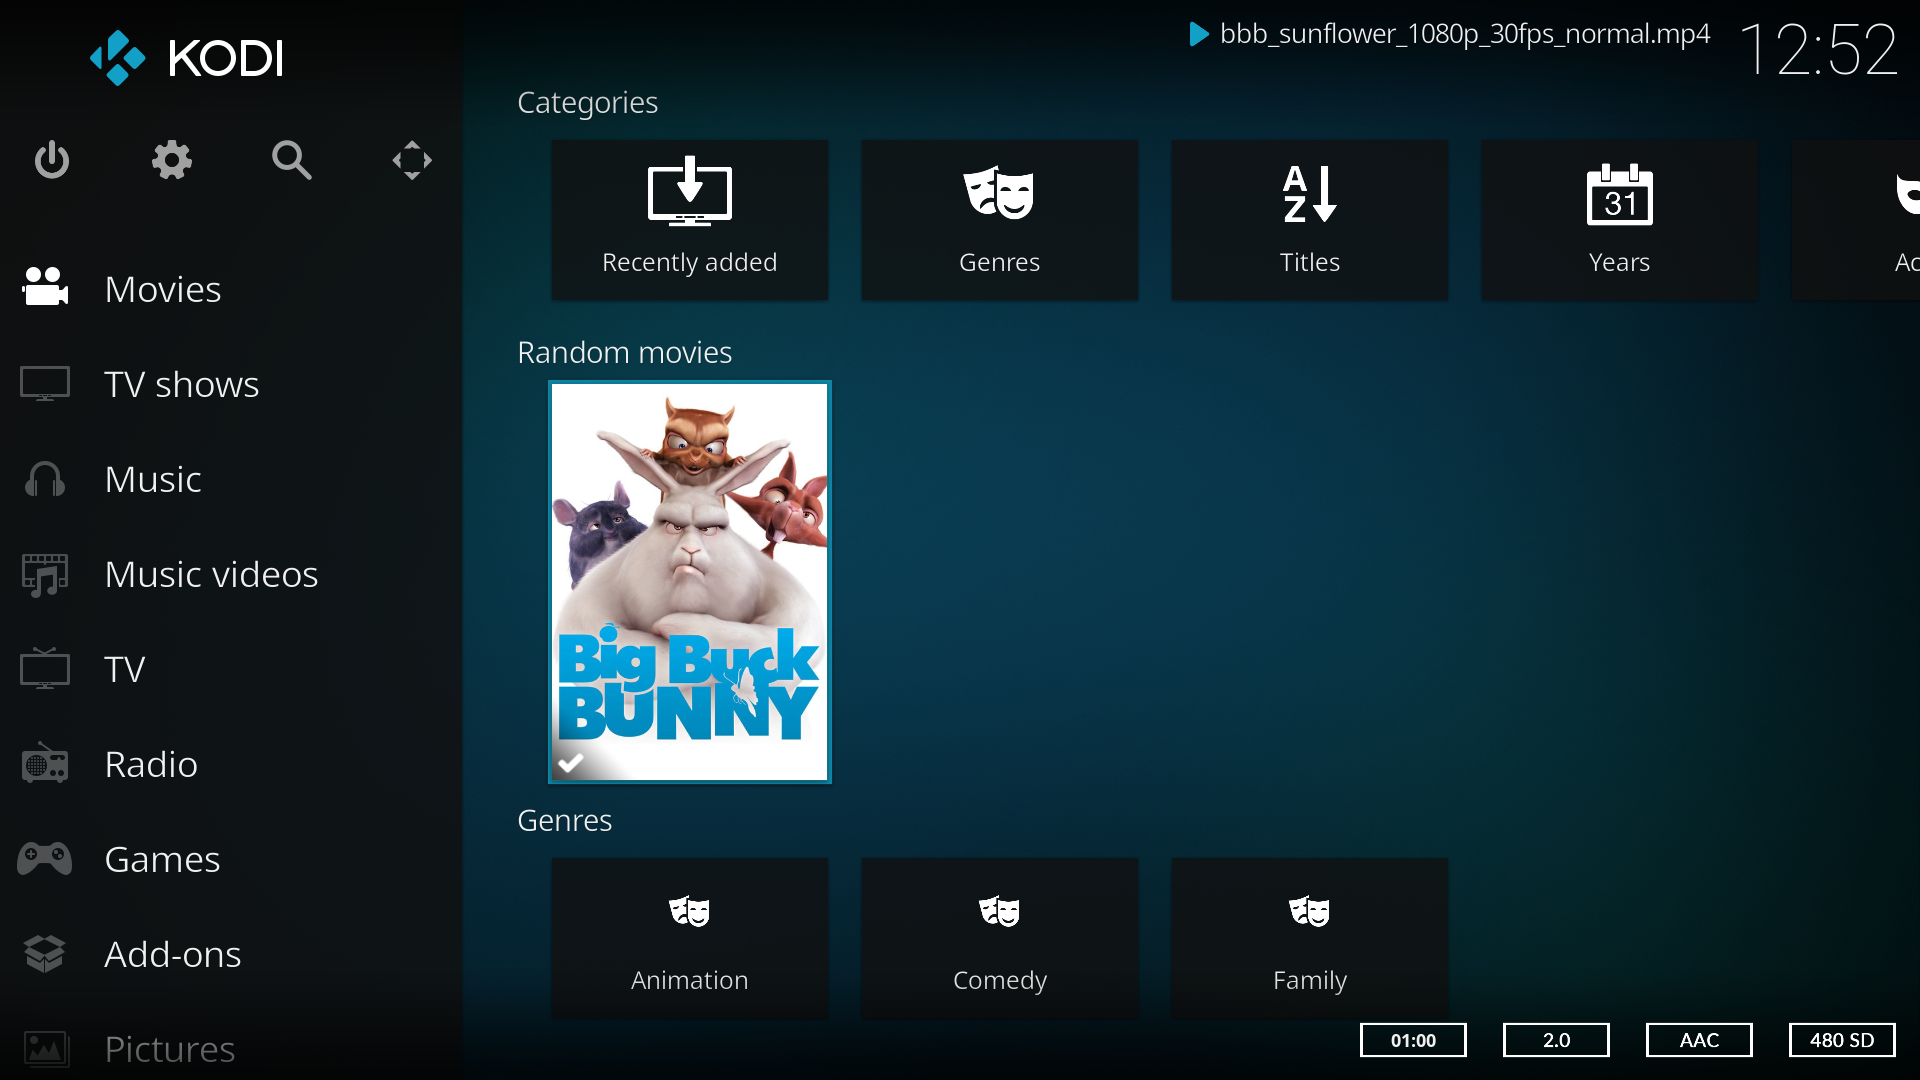 KODI
bbb_sunflower_1080p_30fps_normal.mp4
12:52
Movies
TV shows
Music
Music videos
TV
Radio
Games
Add-ons
Pictures
Categories
Recently added
Genres
A
Z
Titles
31
Years
Ac
Random movies
Big Buck
BUNNY
Genres
Animation
Comedy
Family
01:00
2.0
AAC
480 SD